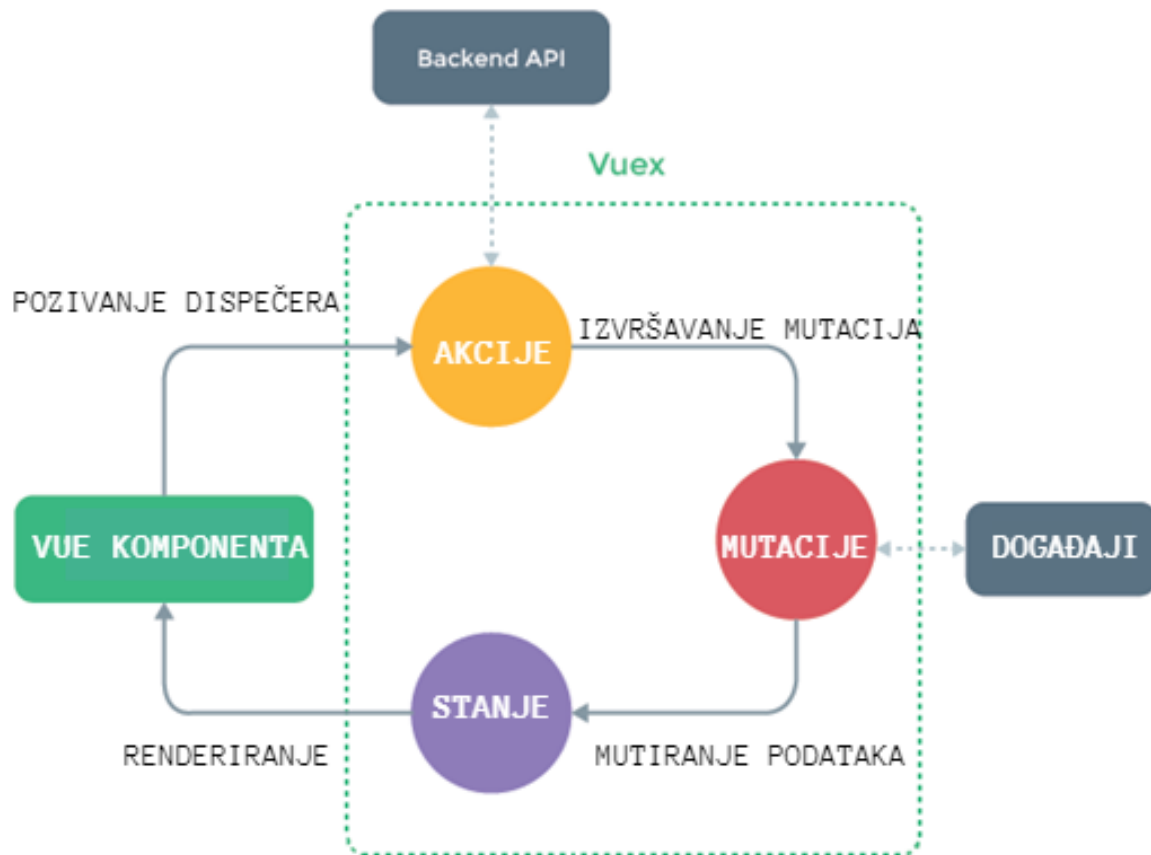 Backend API
Vuex
POZIVANJE DISPEČERA
IZVRŠAVANJE MUTACIJA
AKCIJE
VUE KOMPONENTA
MUTACIJE
DOGAĐAJI
STANJE
RENDERIRANJE
MUTIRANJE PODATAKA